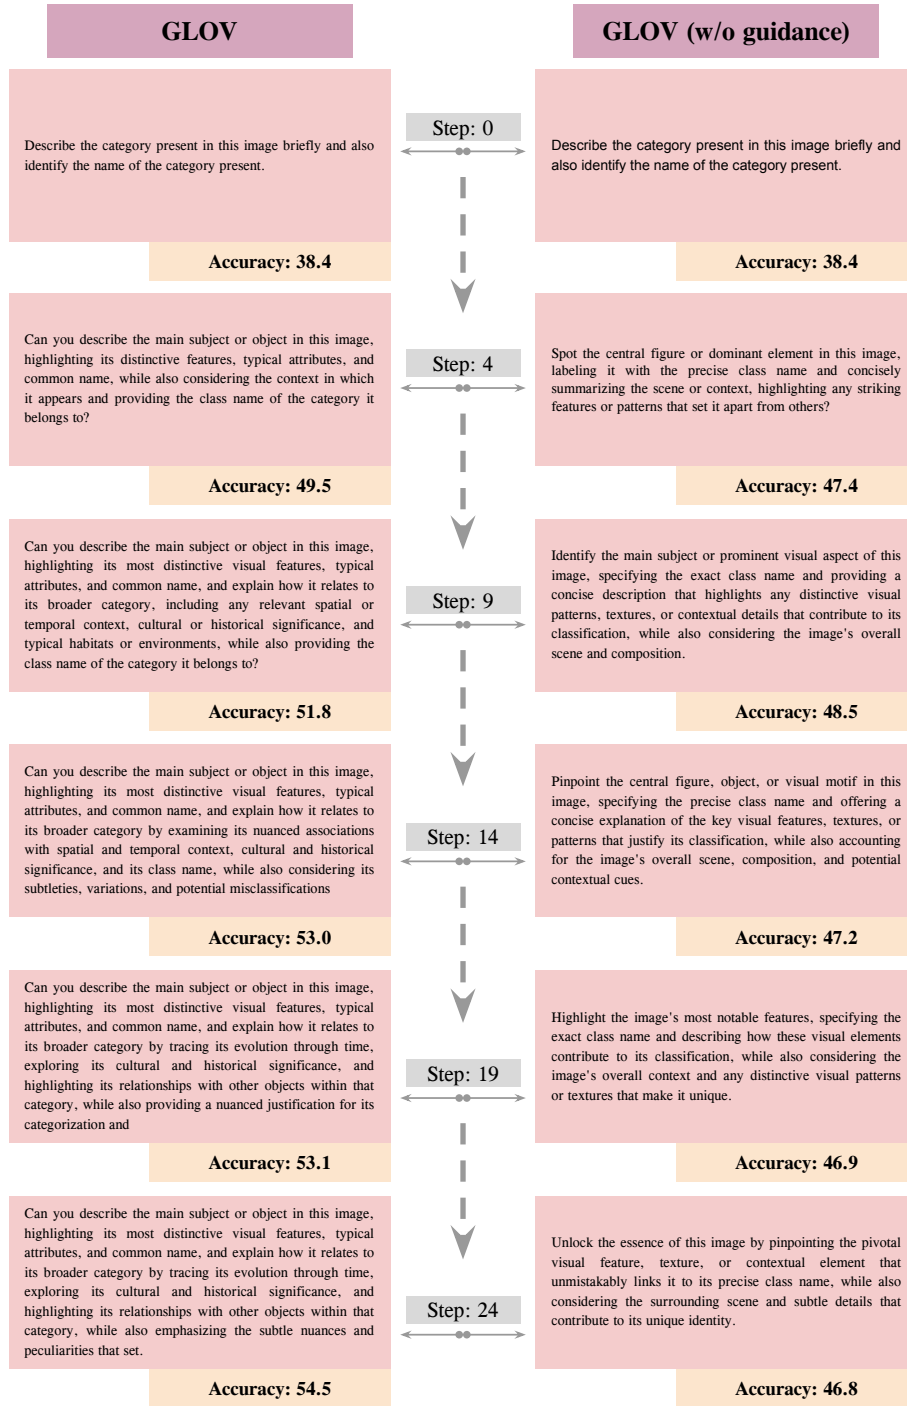 GLOV
GLOV (w/o guidance)
Describe the category present in this image briefly and also
identify the name of the category present.
Accuracy: 38.4
Step: 0
Describe the category present in this image briefly and
also identify the name of the category present.
Accuracy: 38.4
Can you describe the main subject or object in this image,
highlighting its distinctive features, typical attributes, and
common name, while also considering the context in which
it appears and providing the class name of the category it
belongs to?
Accuracy: 49.5
Step: 4
Spot the central figure or dominant element in this image,
labeling it with the precise class name and concisely
summarizing the scene or context, highlighting any striking
features or patterns that set it apart from others?
Accuracy: 47.4
Can you describe the main subject or object in this image,
highlighting its most distinctive visual features, typical
attributes, and common name, and explain how it relates to
its broader category, including any relevant spatial or
temporal context, cultural or historical significance, and
typical habitats or environments, while also providing the
class name of the category it belongs to?
Accuracy: 51.8
Step: 9
Identify the main subject or prominent visual aspect of this
image, specifying the exact class name and providing a
concise description that highlights any distinctive visual
patterns, textures, or contextual details that contribute to its
classification, while also considering the image's overall
scene and composition.
Accuracy: 48.5
Can you describe the main subject or object in this image,
highlighting its most distinctive visual features, typical
attributes, and common name, and explain how it relates to
its broader category by examining its nuanced associations
with spatial and temporal context, cultural and historical
significance, and its class name, while also considering its
subtleties, variations, and potential misclassifications
Accuracy: 53.0
Step: 14
Pinpoint the central figure, object, or visual motif in this
image, specifying the precise class name and offering a
concise explanation of the key visual features, textures, or
patterns that justify its classification, while also accounting
for the image's overall scene, composition, and potential
contextual cues.
Accuracy: 47.2
Can you describe the main subject or object in this image,
highlighting its most distinctive visual features, typical
attributes, and common name, and explain how it relates to
its broader category by tracing its evolution through time,
exploring its cultural and historical significance, and
highlighting its relationships with other objects within that
category, while also providing a nuanced justification for its
categorization and
Accuracy: 53.1
Step: 19
Highlight the image's most notable features, specifying the
exact class name and describing how these visual elements
contribute to its classification, while also considering the
image's overall context and any distinctive visual patterns
or textures that make it unique.
Accuracy: 46.9
Can you describe the main subject or object in this image,
highlighting its most distinctive visual features, typical
attributes, and common name, and explain how it relates to
its broader category by tracing its evolution through time,
exploring its cultural and historical significance, and
highlighting its relationships with other objects within that
category, while also emphasizing the subtle nuances and
peculiarities that set.
Accuracy: 54.5
Step: 24
Unlock the essence of this image by pinpointing the pivotal
visual feature, texture, or contextual element that
unmistakably links it to its precise class name, while also
considering the surrounding scene and subtle details that
contribute to its unique identity.
Accuracy: 46.8